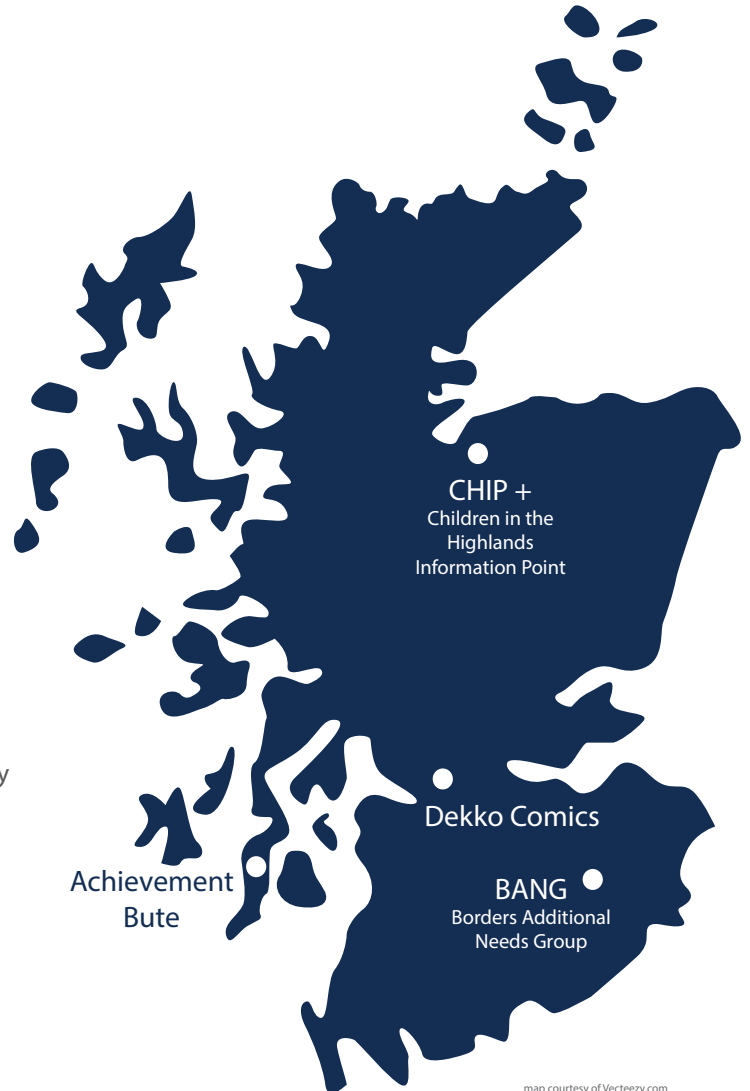 CHIP +
Children in the
Highlands
Information Point
y
Dekko Comics
Achievement
Bute
BANG
Borders Additional
Needs Group
map courtesy of Vecteezy.com